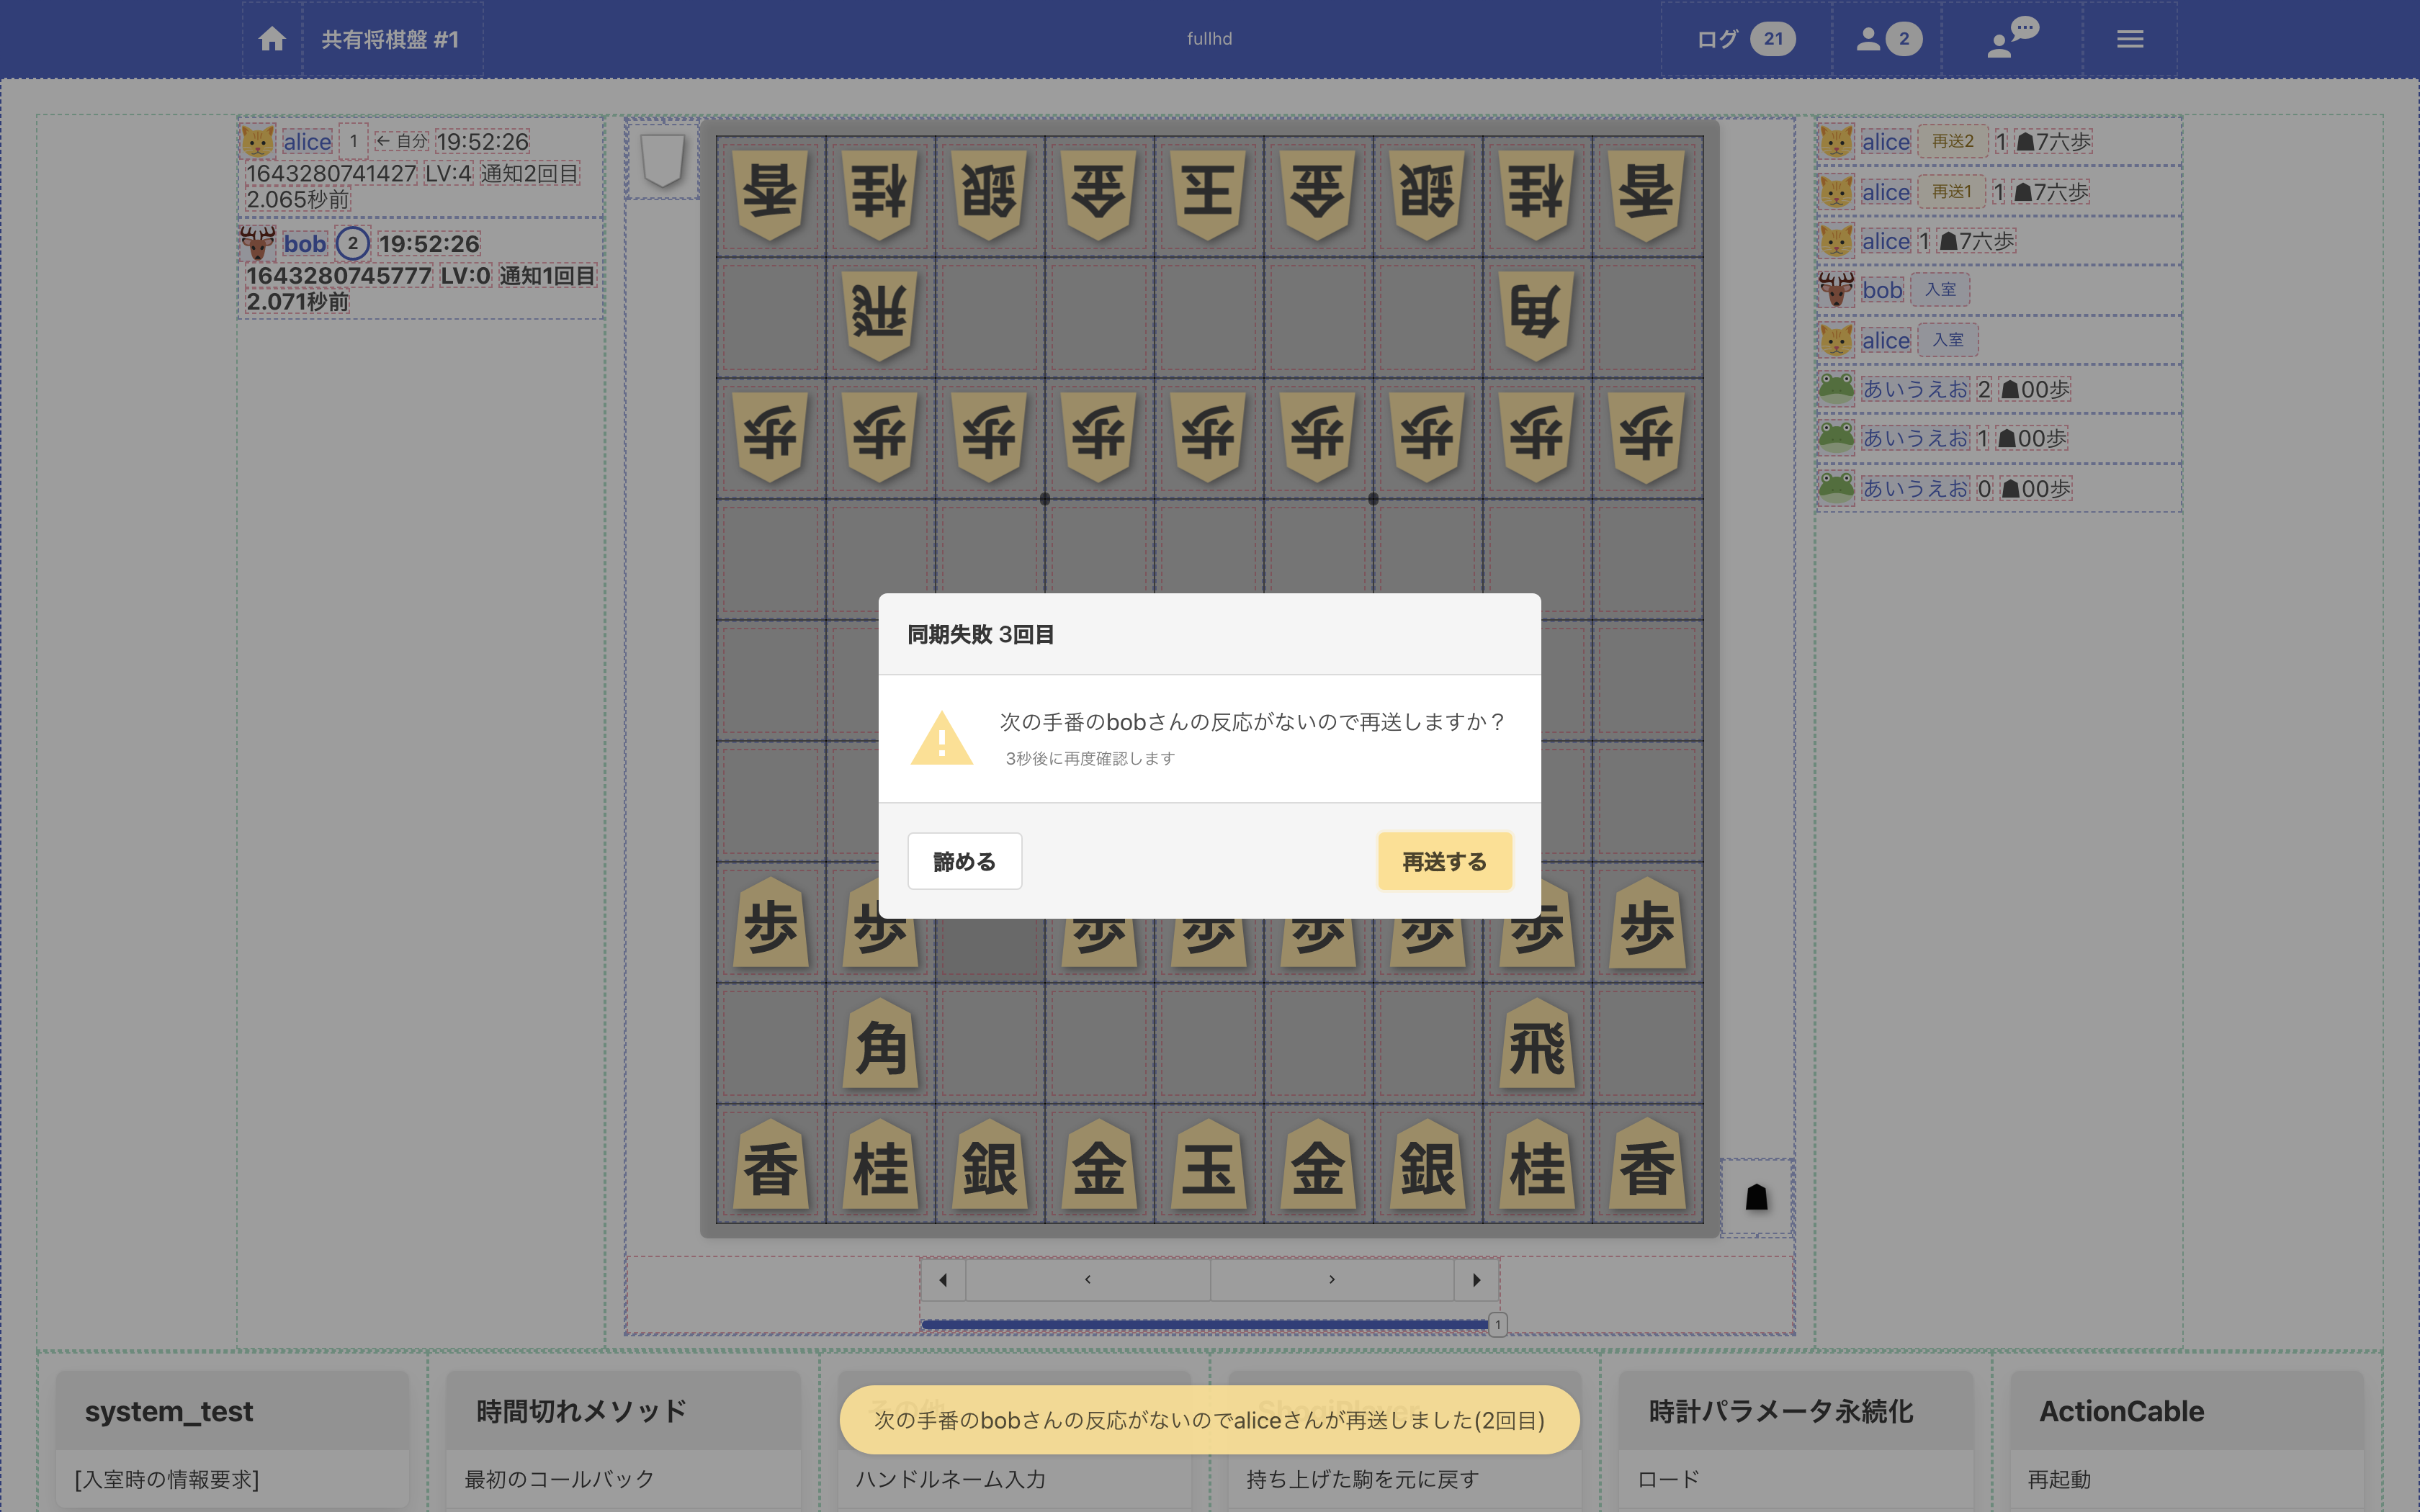 共有将棋盤 #1
fullhd
ログ 21
2
alice 1 ← 自分 19:52:26
1643280741427 LV:4 通知2回目
2.065秒前
bob 2 19:52:26
1643280745777 LV:0 通知1回目
2.071秒前
香 桂 銀 金 玉 金 銀 桂 香
飛 角
歩 歩 歩 歩 歩 歩 歩 歩 歩
歩 歩 歩 歩 歩 歩 歩 歩
角 飛
香 桂 銀 金 玉 金 銀 桂 香
alice 再送2 1 ☗7六歩
alice 再送1 1 ☗7六歩
alice 1 ☗7六歩
bob 入室
alice 入室
あいうえお 2 ☗00歩
あいうえお 1 ☗00歩
あいうえお 0 ☗00歩
同期失敗 3回目
次の手番のbobさんの反応がないので再送しますか？
3秒後に再度確認します
諦める
再送する
1
次の手番のbobさんの反応がないのでaliceさんが再送しました(2回目)
system_test
時間切れメソッド
時計パラメータ永続化
ActionCable
[入室時の情報要求]
最初のコールバック
ハンドルネーム入力
持ち上げた駒を元に戻す
ロード
再起動